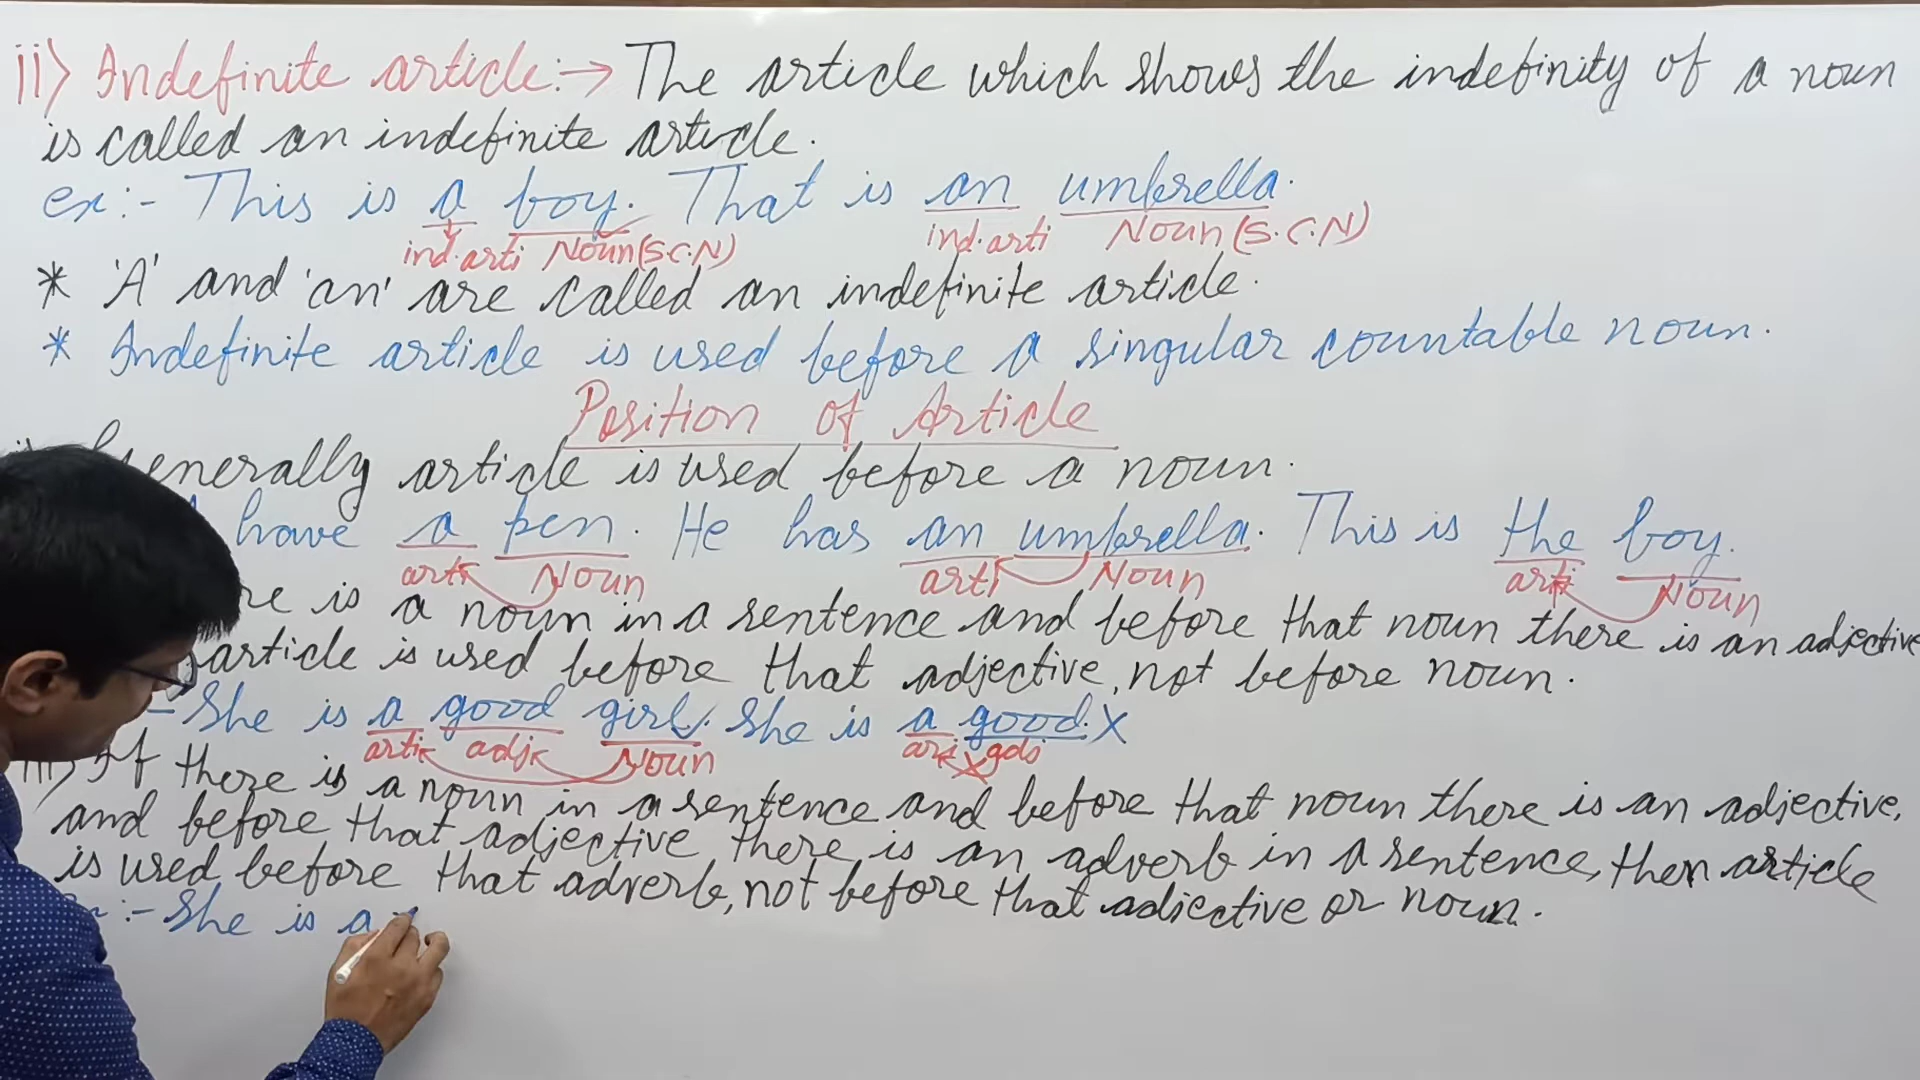 ii) Indefinite article:→ The article which shows the indefinity of a noun
is called an indefinite article.
ex:- This is a boy. That is an umbrella.
ind.arti Noun(S.C.N) ind.arti Noun(S.C.N)
* 'A' and 'an' are called an indefinite article.
* Indefinite article is used before a singular countable noun.
Position of Article
Generally article is used before a noun.
have a pen. He has an umbrella. This is the boy.
arti Noun arti Noun arti Noun
is a noun in a sentence and before that noun there is an adjective
article is used before that adjective, not before noun.
- She is a good girl. She is a good. X
arti adj Noun arti X adj
iii) If there is a noun in a sentence and before that noun there is an adjective,
and before that adjective there is an adverb in a sentence, then article
is used before that adverb, not before that adjective or noun.
:- She is a